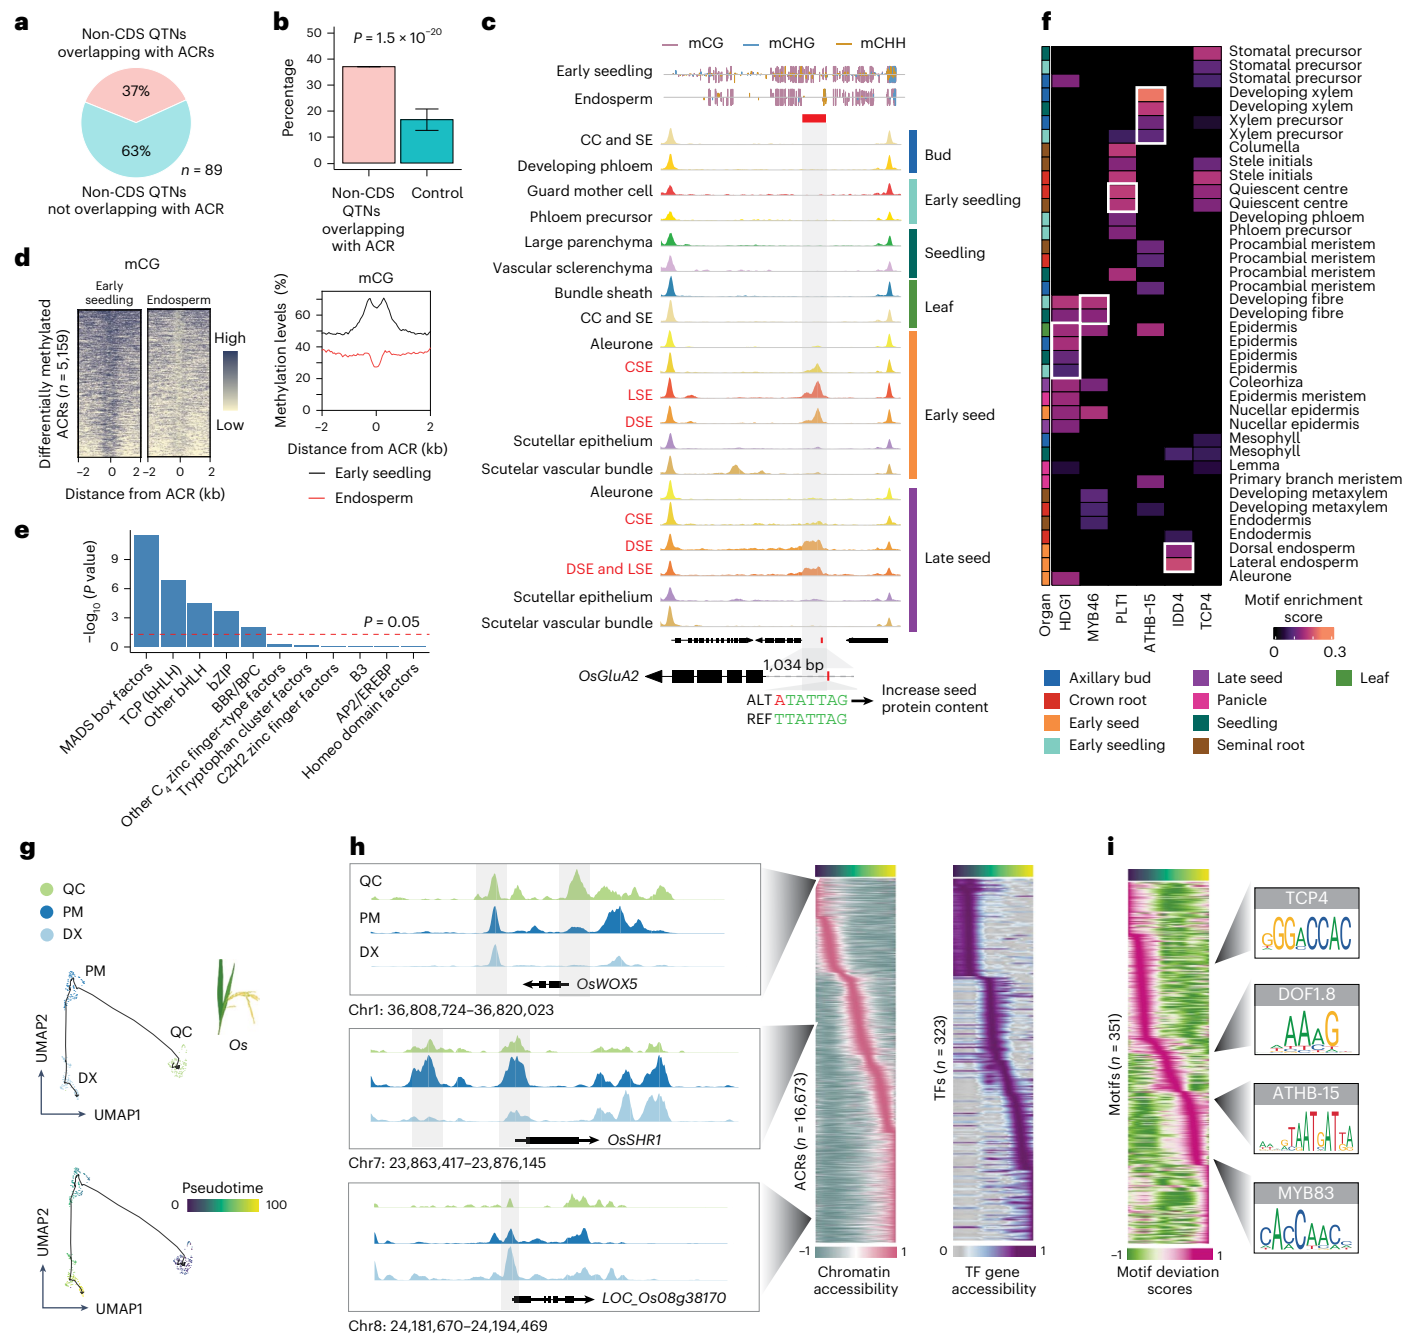 a
Non-CDS QTNs
overlapping with ACRs
37%
63%
n = 89
Non-CDS QTNs
not overlapping with ACR
b
P = 1.5 × 10−20
Percentage
50
40
30
20
10
0
Non-CDS
QTNs
overlapping
with ACR
Control
c
mCG
mCHG
mCHH
Early seedling
Endosperm
CC and SE
Developing phloem
Guard mother cell
Phloem precursor
Large parenchyma
Vascular sclerenchyma
Bundle sheath
CC and SE
Aleurone
CSE
LSE
DSE
Scutellar epithelium
Scutelar vascular bundle
Aleurone
CSE
DSE
DSE and LSE
Scutellar epithelium
Scutelar vascular bundle
Bud
Early seedling
Seedling
Leaf
Early seed
Late seed
1,034 bp
OsGluA2
ALT ATATTAG
REF TTATTAG
Increase seed
protein content
d
mCG
Early
seedling
Endosperm
Differentially methylated
ACRs (n = 5,159)
High
Low
−2 0 2 −2 0 2
Distance from ACR (kb)
mCG
Methylation levels (%)
60
40
20
0
−2 0 2
Distance from ACR (kb)
Early seedling
Endosperm
e
−log10 (P value)
9
6
3
0
P = 0.05
MADS box factors
TCP (bHLH)
Other bHLH
bZIP
BBR/BPC
Other C4 zinc finger–type factors
Tryptophan cluster factors
C2H2 zinc finger factors
B3
AP2/EREBP
Homeo domain factors
f
Stomatal precursor
Stomatal precursor
Stomatal precursor
Developing xylem
Developing xylem
Xylem precursor
Xylem precursor
Columella
Stele initials
Stele initials
Quiescent centre
Quiescent centre
Developing phloem
Phloem precursor
Procambial meristem
Procambial meristem
Procambial meristem
Procambial meristem
Developing fibre
Developing fibre
Epidermis
Epidermis
Epidermis
Epidermis
Coleorhiza
Epidermis meristem
Nucellar epidermis
Nucellar epidermis
Mesophyll
Mesophyll
Lemma
Primary branch meristem
Developing metaxylem
Developing metaxylem
Endodermis
Endodermis
Dorsal endosperm
Lateral endosperm
Aleurone
Organ
HDG1
MYB46
PLT1
ATHB-15
IDD4
TCP4
Motif enrichment
score
0 0.3
Axillary bud
Crown root
Early seed
Early seedling
Late seed
Panicle
Seedling
Seminal root
Leaf
g
QC
PM
DX
PM
QC
DX
Os
UMAP2
UMAP1
Pseudotime
0 100
UMAP2
UMAP1
h
QC
PM
DX
OsWOX5
Chr1: 36,808,724–36,820,023
OsSHR1
Chr7: 23,863,417–23,876,145
LOC_Os08g38170
Chr8: 24,181,670–24,194,469
ACRs (n = 16,673)
−1 1
Chromatin
accessibility
TFs (n = 323)
0 1
TF gene
accessibility
i
Motifs (n = 351)
−1 1
Motif deviation
scores
TCP4
GGGACCAC
DOF1.8
AAAG
ATHB-15
TAATGATTA
MYB83
CACCAACC